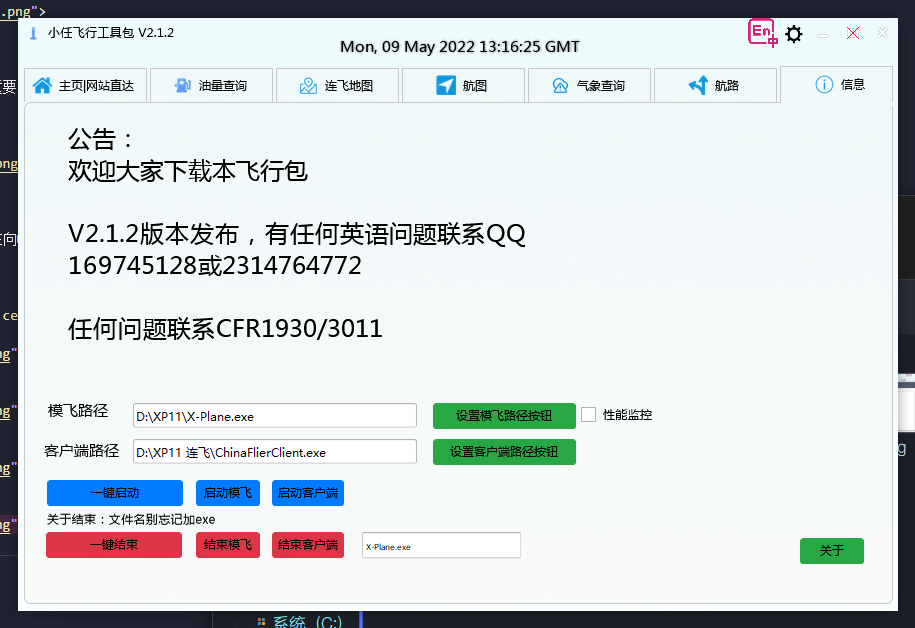 .png">
小任飞行工具包 V2.1.2
Mon, 09 May 2022 13:16:25 GMT
En
主页|网站直达
油量查询
连飞地图
航图
气象查询
航路
信息
要
png
向
ce
ng"
ng"
ng"
ng"
公告：
欢迎大家下载本飞行包
V2.1.2版本发布，有任何英语问题联系QQ
169745128或2314764772
任何问题联系CFR1930/3011
模飞路径
D:\XP11\X-Plane.exe
设置模飞路径按钮
性能监控
客户端路径
D:\XP11 连飞\ChinaFlierClient.exe
设置客户端路径按钮
一键启动
启动模飞
启动客户端
关于结束：文件名别忘记加exe
一键结束
结束模飞
结束客户端
X-Plane.exe
关于
g
系统 (C:)